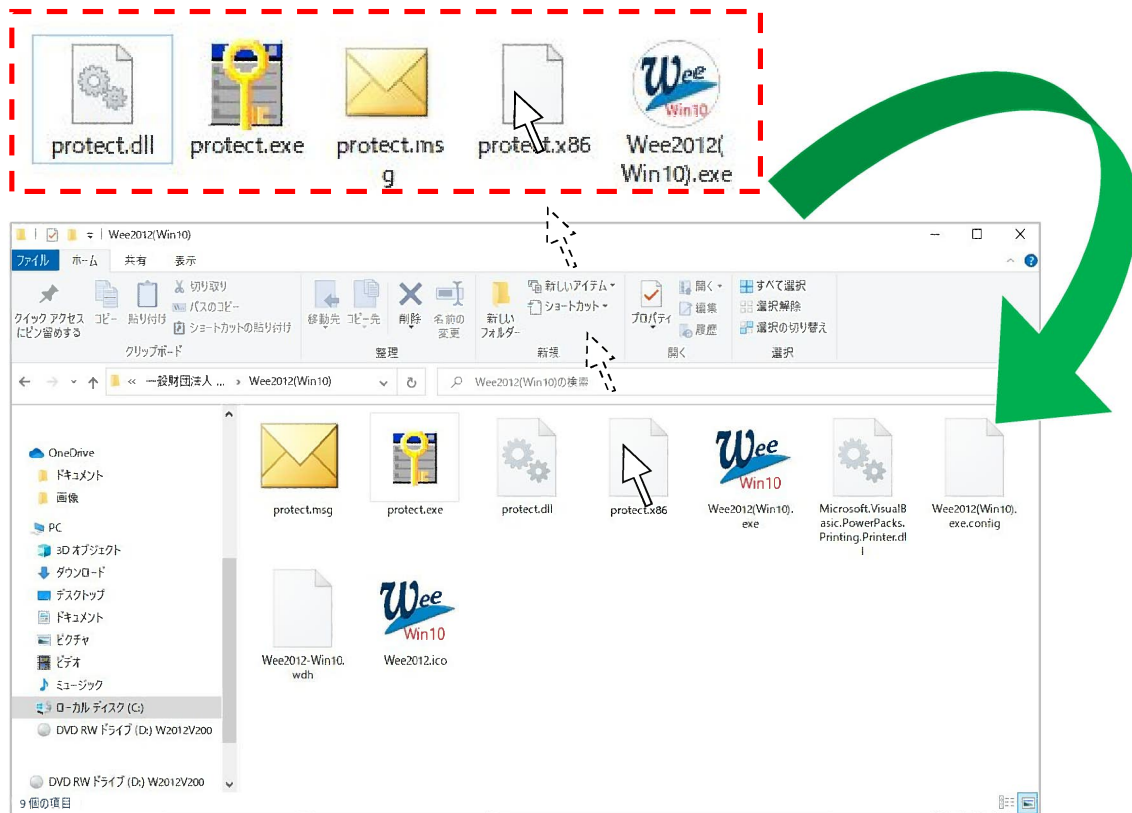 protect.dll
protect.exe
protect.ms
g
protect.x86
Wee2012(
Win10).exe
Wee
Win10
Wee2012(Win10)
ファイル ホーム 共有 表示
クイック アクセス
にピン留めする
コピー
貼り付け
切り取り
パスのコピー
ショートカットの貼り付け
クリップボード
移動先
コピー先
削除
名前の
変更
整理
新しい
フォルダー
新しいアイテム
ショートカット
新規
プロパティ
開く
編集
履歴
開く
すべて選択
選択解除
選択の切り替え
選択
« 一般財団法人 ... › Wee2012(Win10)
Wee2012(Win10)の検索
OneDrive
ドキュメント
画像
PC
3D オブジェクト
ダウンロード
デスクトップ
ドキュメント
ピクチャ
ビデオ
ミュージック
ローカル ディスク (C:)
DVD RW ドライブ (D:) W2012V200
DVD RW ドライブ (D:) W2012V200
protect.msg
protect.exe
protect.dll
protect.x86
Wee
Win10
Wee2012(Win10).
exe
Microsoft.VisualB
asic.PowerPacks.
Printing.Printer.dl
l
Wee2012(Win10).
exe.config
Wee2012-Win10.
wdh
Wee
Win10
Wee2012.ico
9 個の項目